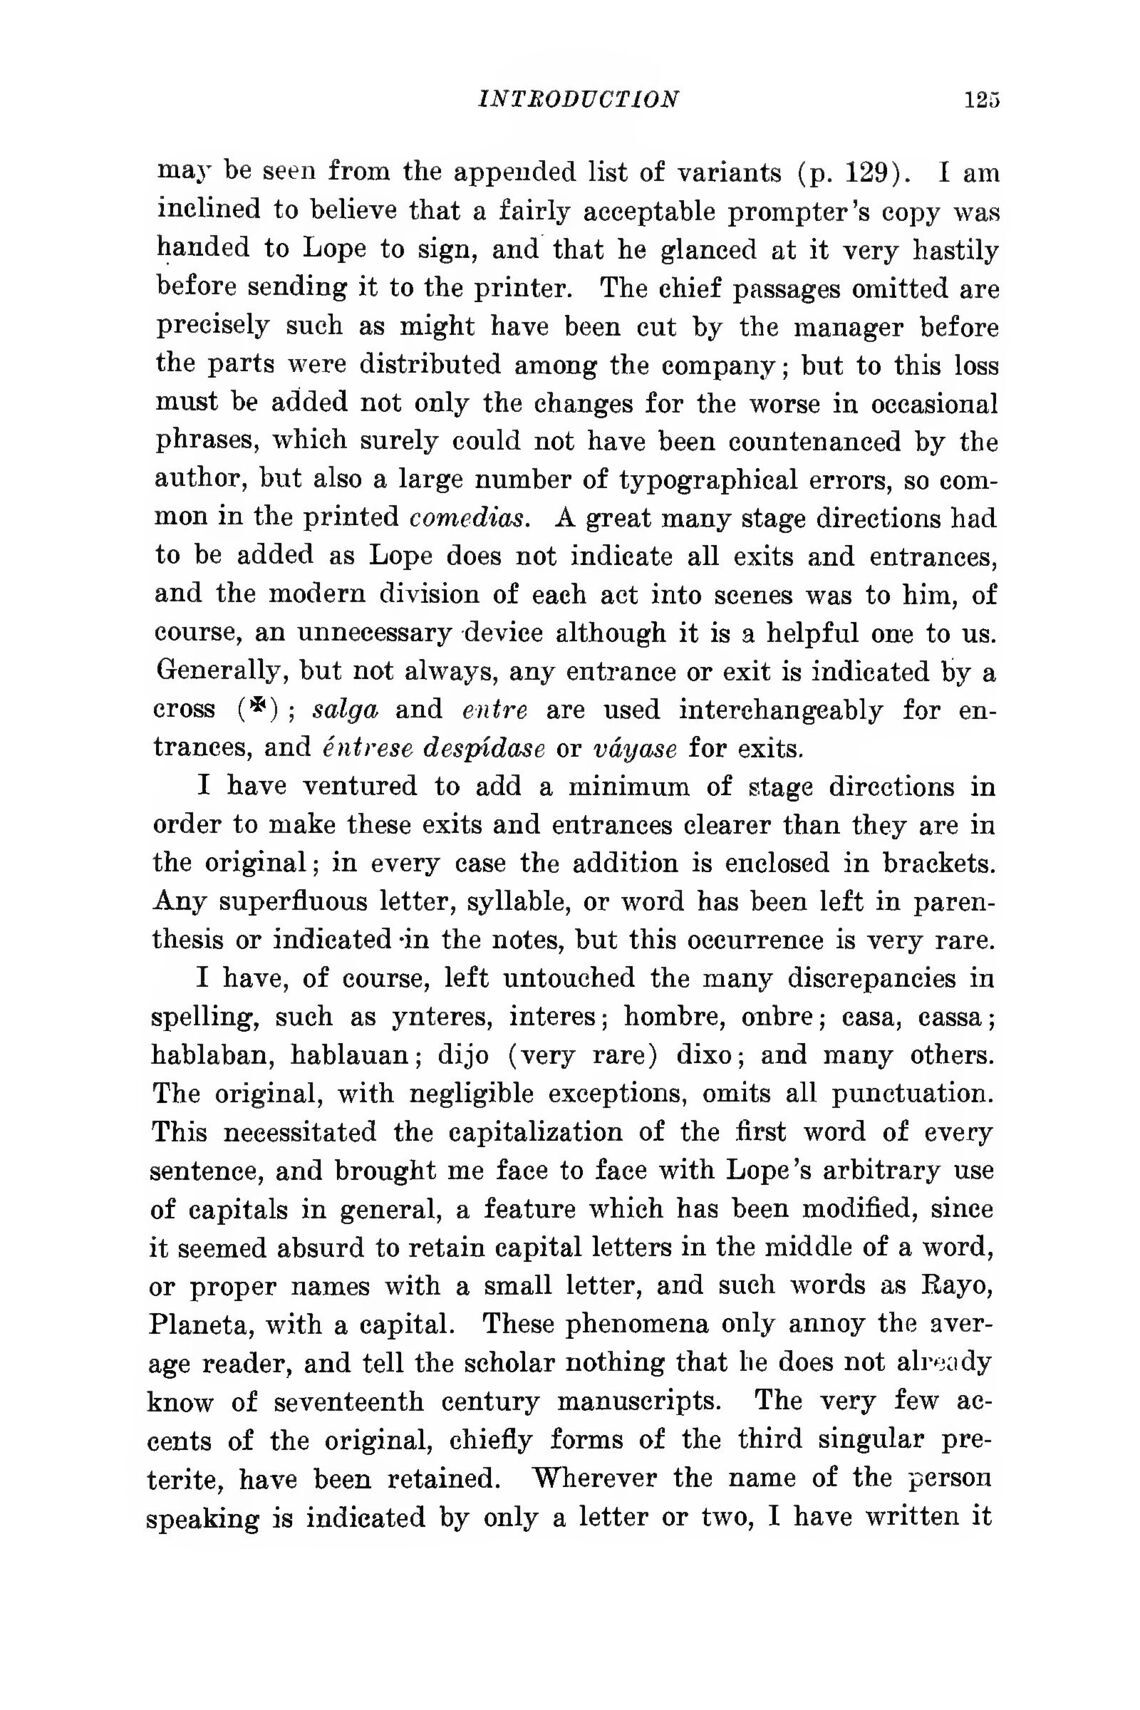 INTRODUCTION 125
may be seen from the appended list of variants (p. 129). I am
inclined to believe that a fairly acceptable prompter's copy was
handed to Lope to sign, and that he glanced at it very hastily
before sending it to the printer. The chief passages omitted are
precisely such as might have been cut by the manager before
the parts were distributed among the company; but to this loss
must be added not only the changes for the worse in occasional
phrases, which surely could not have been countenanced by the
author, but also a large number of typographical errors, so com-
mon in the printed comedias. A great many stage directions had
to be added as Lope does not indicate all exits and entrances,
and the modern division of each act into scenes was to him, of
course, an unnecessary device although it is a helpful one to us.
Generally, but not always, any entrance or exit is indicated by a
cross (✠); salga and entre are used interchangeably for en-
trances, and éntrese despídase or váyase for exits.
I have ventured to add a minimum of stage directions in
order to make these exits and entrances clearer than they are in
the original; in every case the addition is enclosed in brackets.
Any superfluous letter, syllable, or word has been left in paren-
thesis or indicated in the notes, but this occurrence is very rare.
I have, of course, left untouched the many discrepancies in
spelling, such as ynteres, interes; hombre, onbre; casa, cassa;
hablaban, hablauan; dijo (very rare) dixo; and many others.
The original, with negligible exceptions, omits all punctuation.
This necessitated the capitalization of the first word of every
sentence, and brought me face to face with Lope's arbitrary use
of capitals in general, a feature which has been modified, since
it seemed absurd to retain capital letters in the middle of a word,
or proper names with a small letter, and such words as Rayo,
Planeta, with a capital. These phenomena only annoy the aver-
age reader, and tell the scholar nothing that he does not already
know of seventeenth century manuscripts. The very few ac-
cents of the original, chiefly forms of the third singular pre-
terite, have been retained. Wherever the name of the person
speaking is indicated by only a letter or two, I have written it